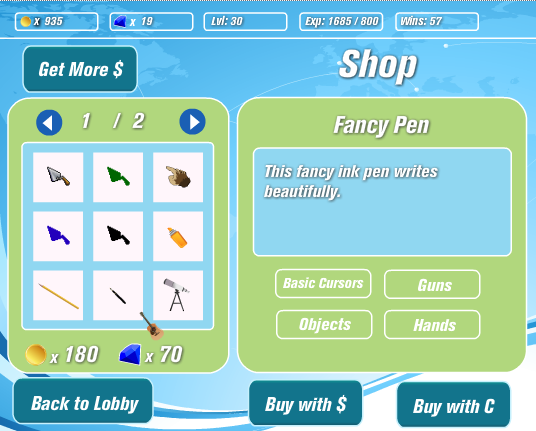 x 935 x 19 Lvl: 30 Exp: 1685 / 800 Wins: 57
Get More $
Shop
1 / 2
Fancy Pen
This fancy ink pen writes
beautifully.
Basic Cursors Guns
Objects Hands
x 180 x 70
Back to Lobby Buy with $ Buy with C